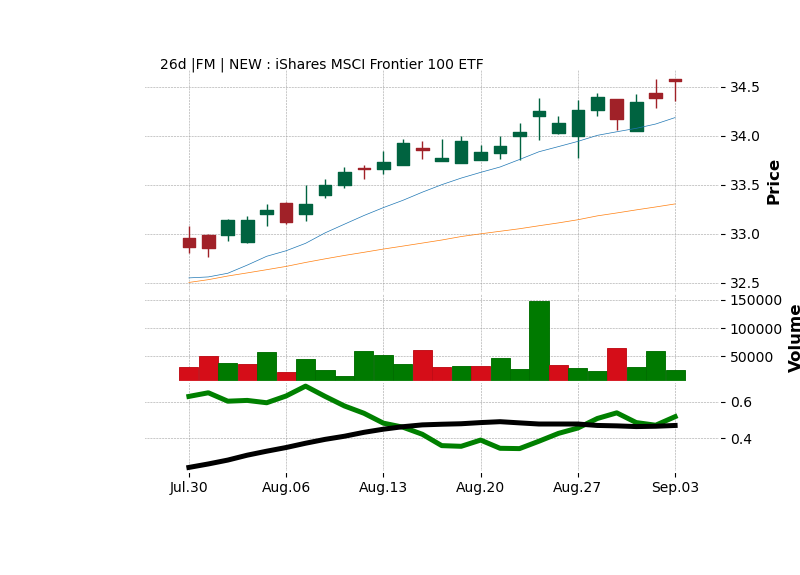 26d |FM | NEW : iShares MSCI Frontier 100 ETF
34.5
34.0
33.5
33.0
32.5
Price
150000
100000
50000
Volume
0.6
0.4
Jul.30 Aug.06 Aug.13 Aug.20 Aug.27 Sep.03